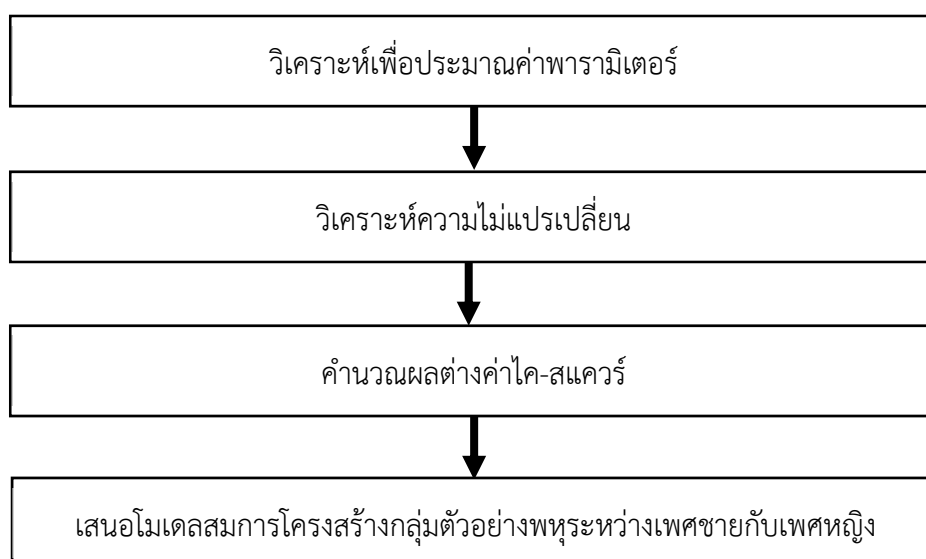 วิเคราะห์เพื่อประมาณค่าพารามิเตอร์
วิเคราะห์ความไม่แปรเปลี่ยน
คำนวณผลต่างค่าไค-สแควร์
เสนอโมเดลสมการโครงสร้างกลุ่มตัวอย่างพหุระหว่างเพศชายกับเพศหญิง